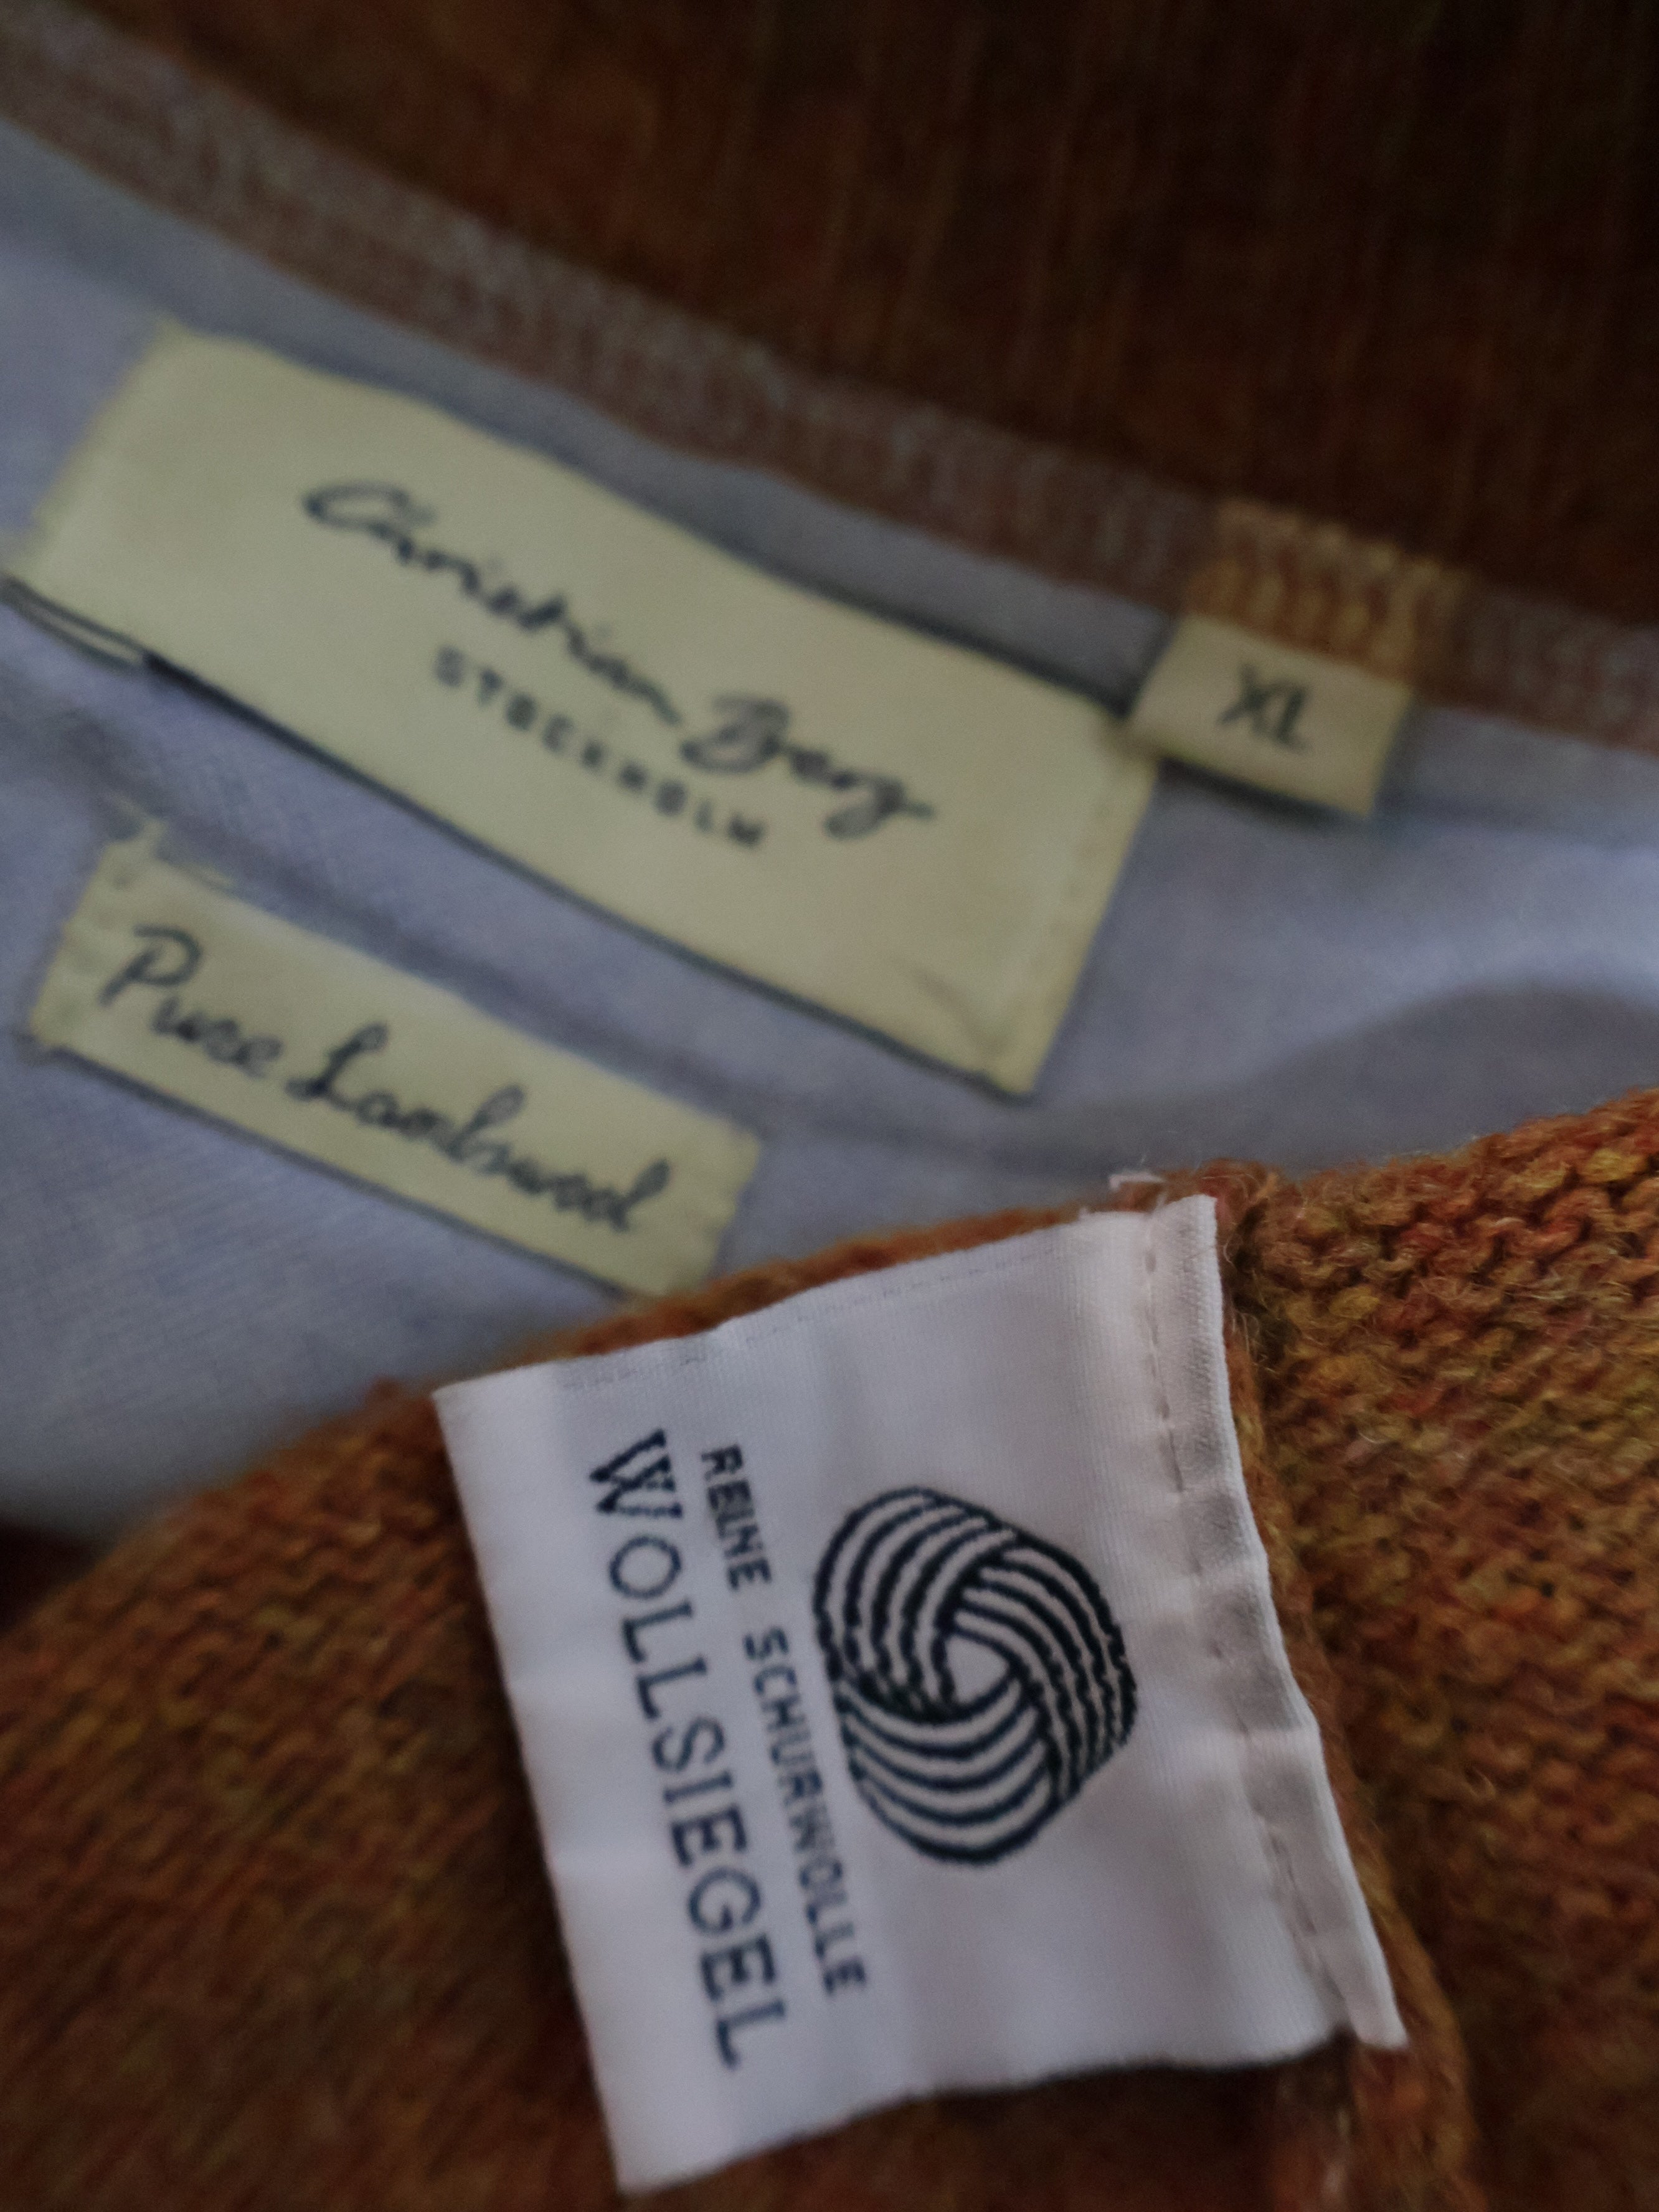 Christian Berg
STOCKHOLM
XL
Pure Lambswool
REINE SCHURWOLLE
WOLLSIEGEL